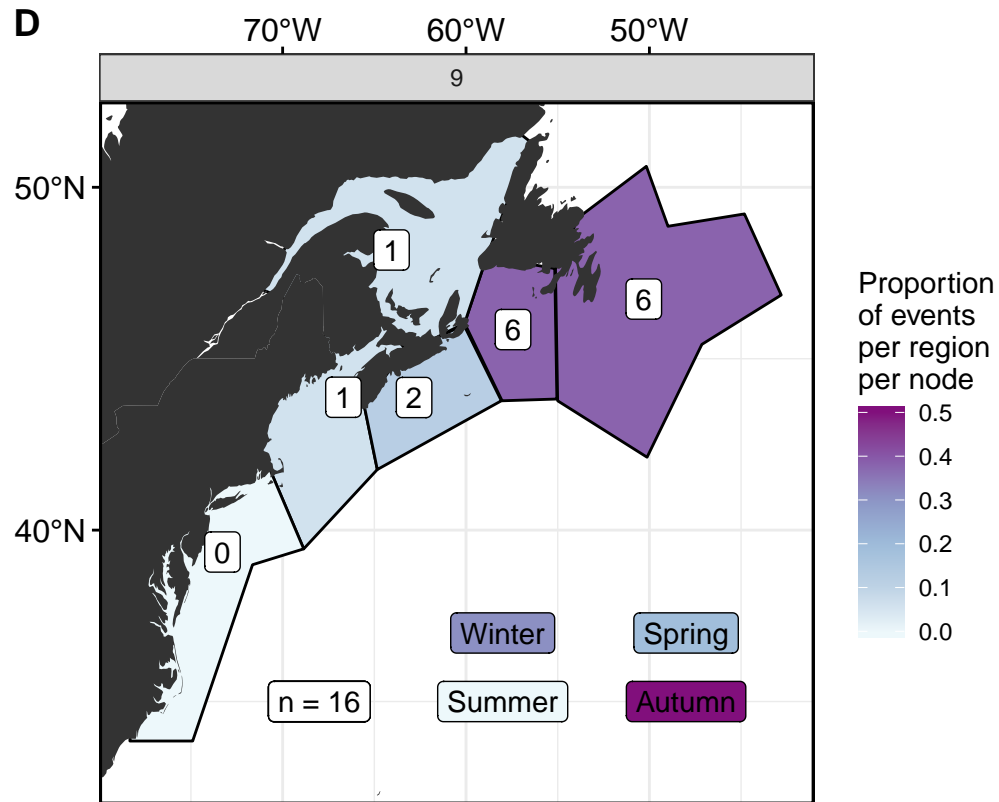 D
70°W 60°W 50°W
9
50°N
40°N
1
6
6
1
2
0
Winter
Spring
n = 16
Summer
Autumn
Proportion
of events
per region
per node
0.5
0.4
0.3
0.2
0.1
0.0